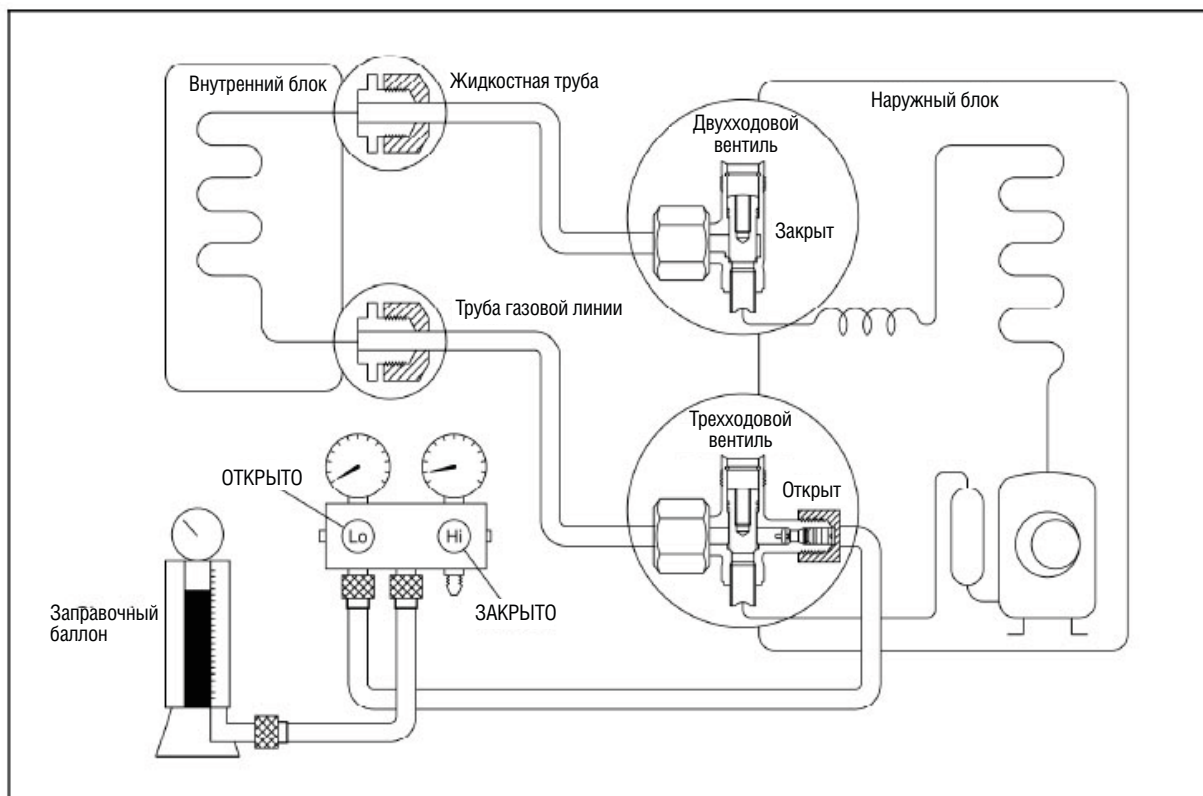 Внутренний блок
Жидкостная труба
Двухходовой
вентиль
Наружный блок
Закрыт
Труба газовой линии
Трехходовой
вентиль
Открыт
ОТКРЫТО
Lo
Hi
ЗАКРЫТО
Заправочный
баллон